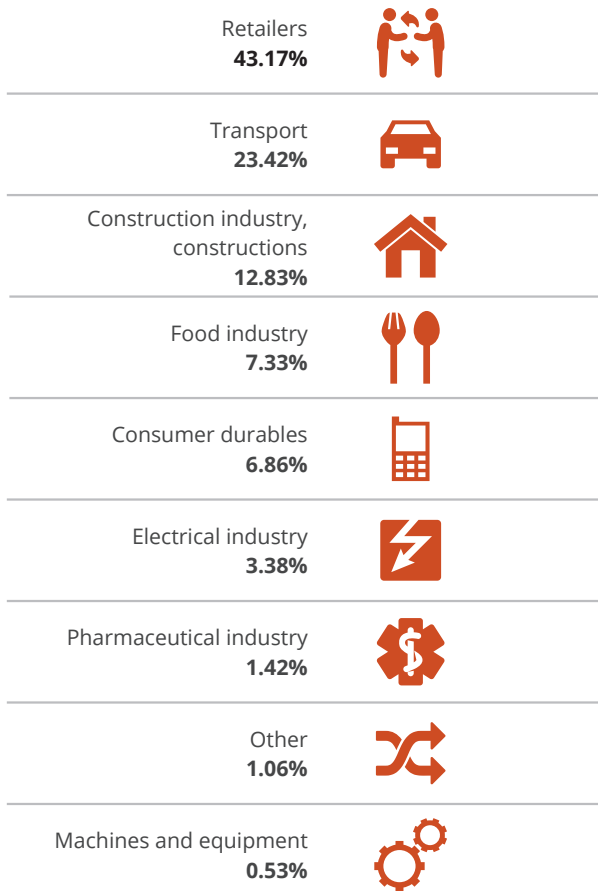 Retailers
43.17%
Transport
23.42%
Construction industry,
constructions
12.83%
Food industry
7.33%
Consumer durables
6.86%
Electrical industry
3.38%
Pharmaceutical industry
1.42%
Other
1.06%
Machines and equipment
0.53%